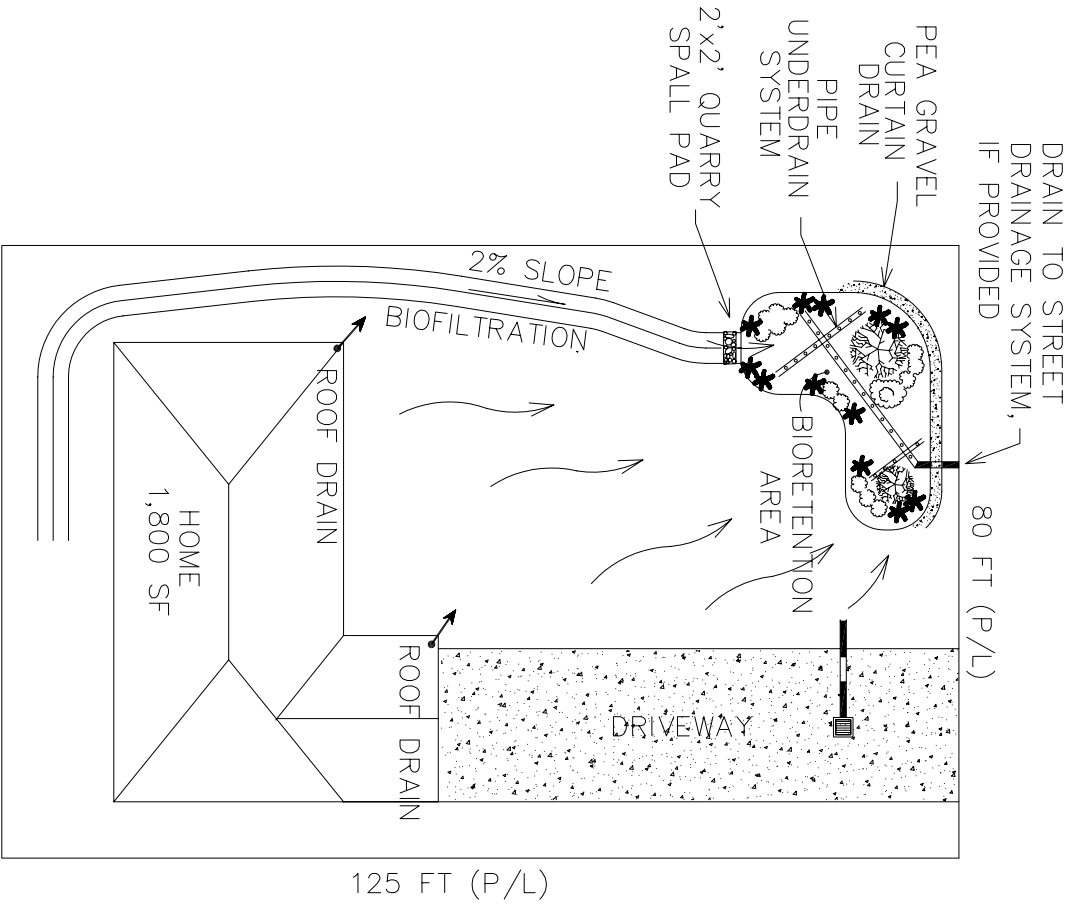 DRAIN TO STREET
DRAINAGE SYSTEM,
IF PROVIDED
PEA GRAVEL
CURTAIN
DRAIN
PIPE
UNDERDRAIN
SYSTEM
2'x2' QUARRY
SPALL PAD
2% SLOPE
BIOFILTRATION
ROOF DRAIN
BIORETENTION
AREA
80 FT (P/L)
HOME
1,800 SF
ROOF DRAIN
DRIVEWAY
125 FT (P/L)